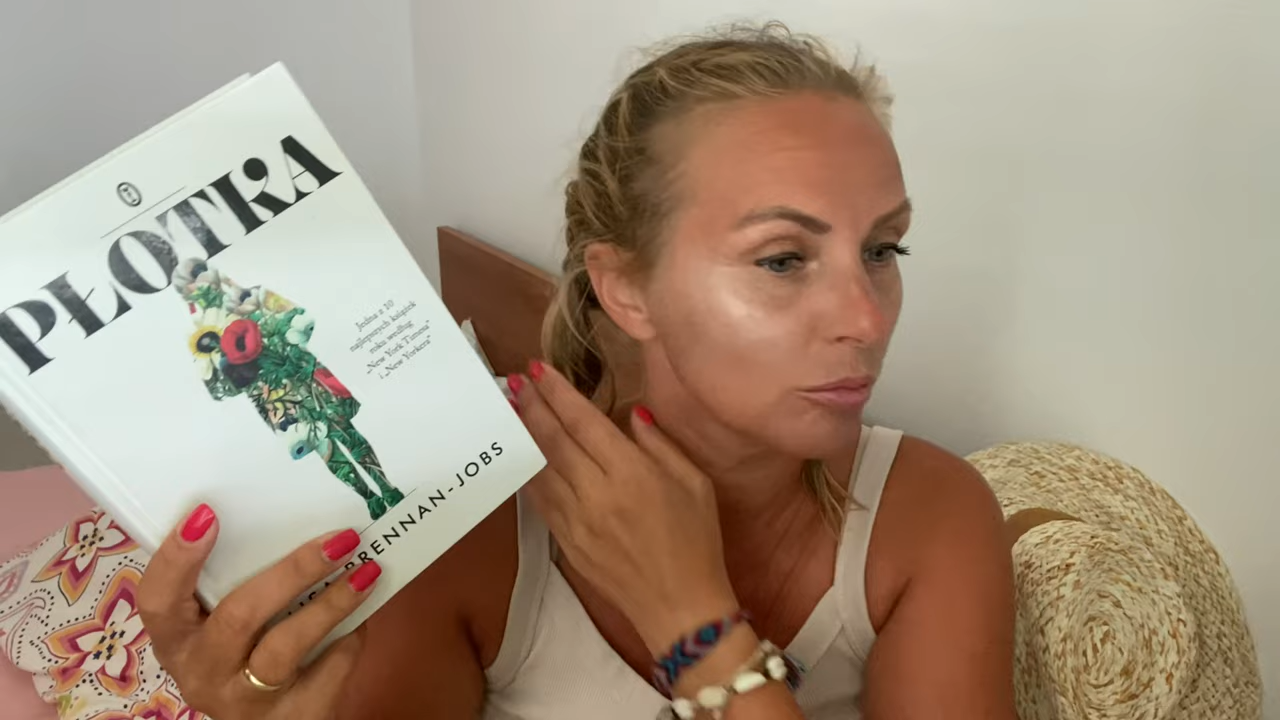 PŁOTKA
Jedna z 10
najlepszych książek
roku według
„New York Timesa”
i „New Yorkera”
BRENNAN-JOBS